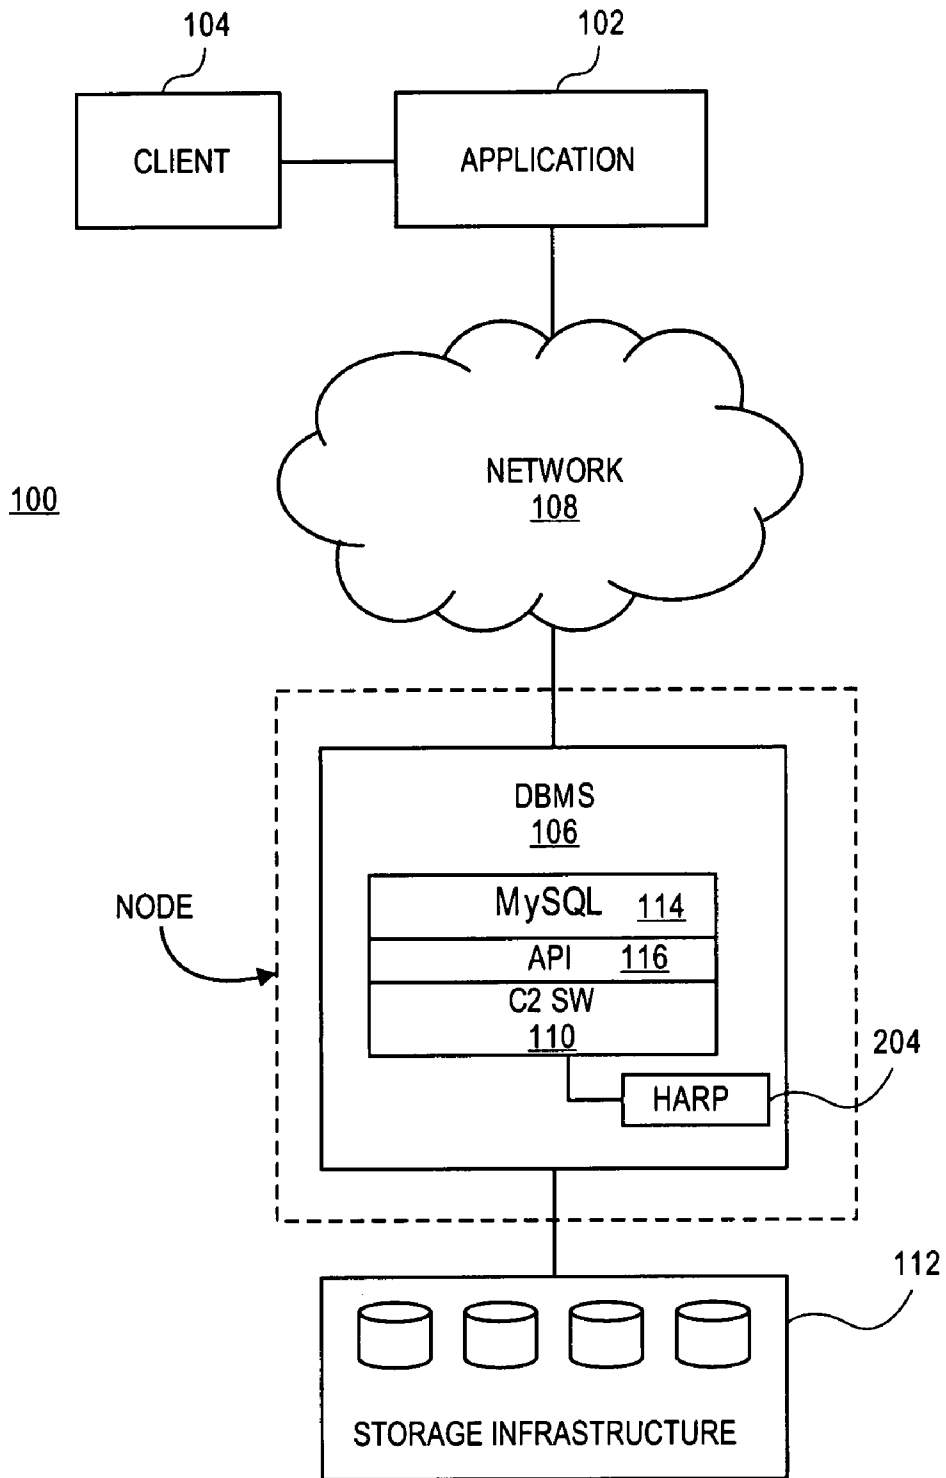 104
102
CLIENT
APPLICATION
NETWORK
108
100
DBMS
106
MySQL 114
NODE
API 116
C2 SW
110
204
HARP
112
STORAGE INFRASTRUCTURE